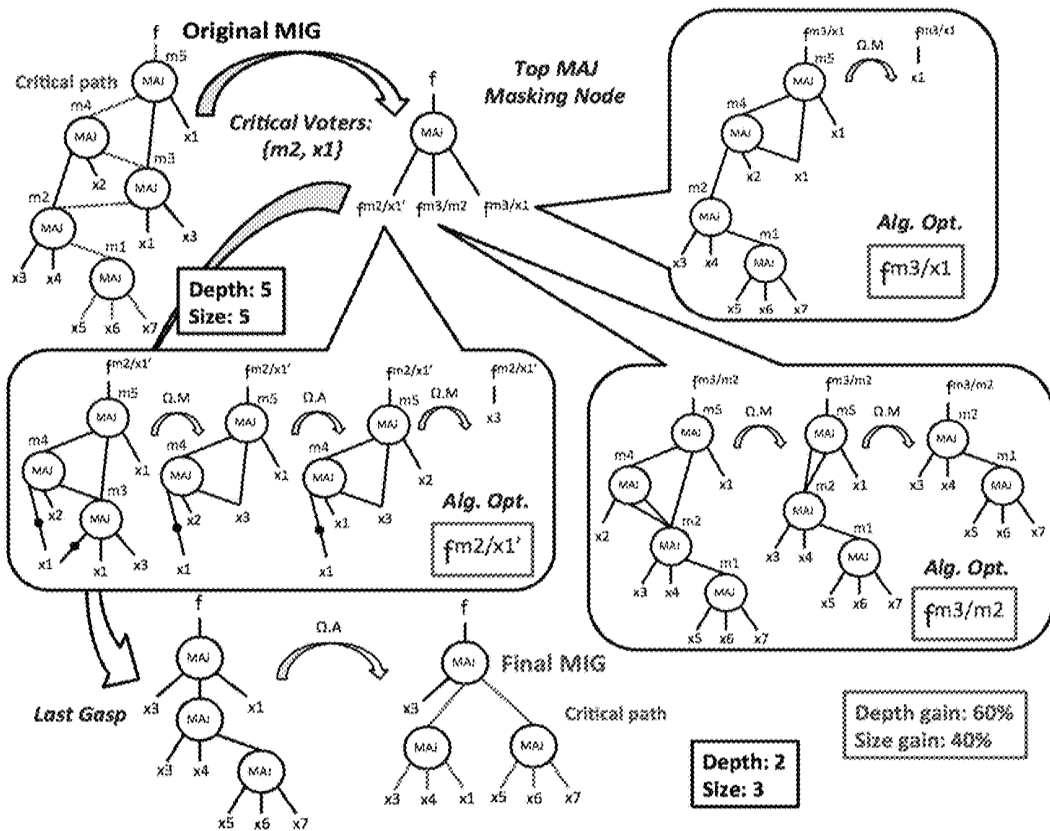 Original MIG
f
m5
MAJ
Critical path
m4
MAJ
x1
m3
x2
MAJ
m2
MAJ
x1
x3
x3
x4
m1
MAJ
x5
x6
x7
Critical Voters:
{m2, x1}
Depth: 5
Size: 5
Top MAJ
Masking Node
f
MAJ
fm2/x1'
fm3/m2
fm3/x1
fm3/x1
m5
MAJ
Ω.M
fm3/x1
x1
m4
MAJ
x1
x2
x1
m2
MAJ
x3
x4
m1
MAJ
x5
x6
x7
Alg. Opt.
fm3/x1
fm2/x1'
m5
MAJ
m4
MAJ
x1
x2
m3
MAJ
x1
x1
x3
Ω.M
fm2/x1'
m5
MAJ
m4
MAJ
x1
x2
x3
x1
Ω.A
fm2/x1'
m5
MAJ
m4
MAJ
x2
x1
x3
x1
Ω.M
fm2/x1'
x3
Alg. Opt.
fm2/x1'
fm3/m2
m5
MAJ
m4
MAJ
x1
x2
m2
MAJ
x3
x4
m1
MAJ
x5
x6
x7
Ω.M
fm3/m2
m5
MAJ
x1
m2
MAJ
x3
x4
m1
MAJ
x5
x6
x7
Ω.M
fm3/m2
m2
MAJ
x3
x4
m1
MAJ
x5
x6
x7
Alg. Opt.
fm3/m2
Last Gasp
f
MAJ
x3
x1
MAJ
x3
x4
MAJ
x5
x6
x7
Ω.A
f
MAJ
Final MIG
x3
Critical path
MAJ
MAJ
x3
x4
x1
x5
x6
x7
Depth: 2
Size: 3
Depth gain: 60%
Size gain: 40%